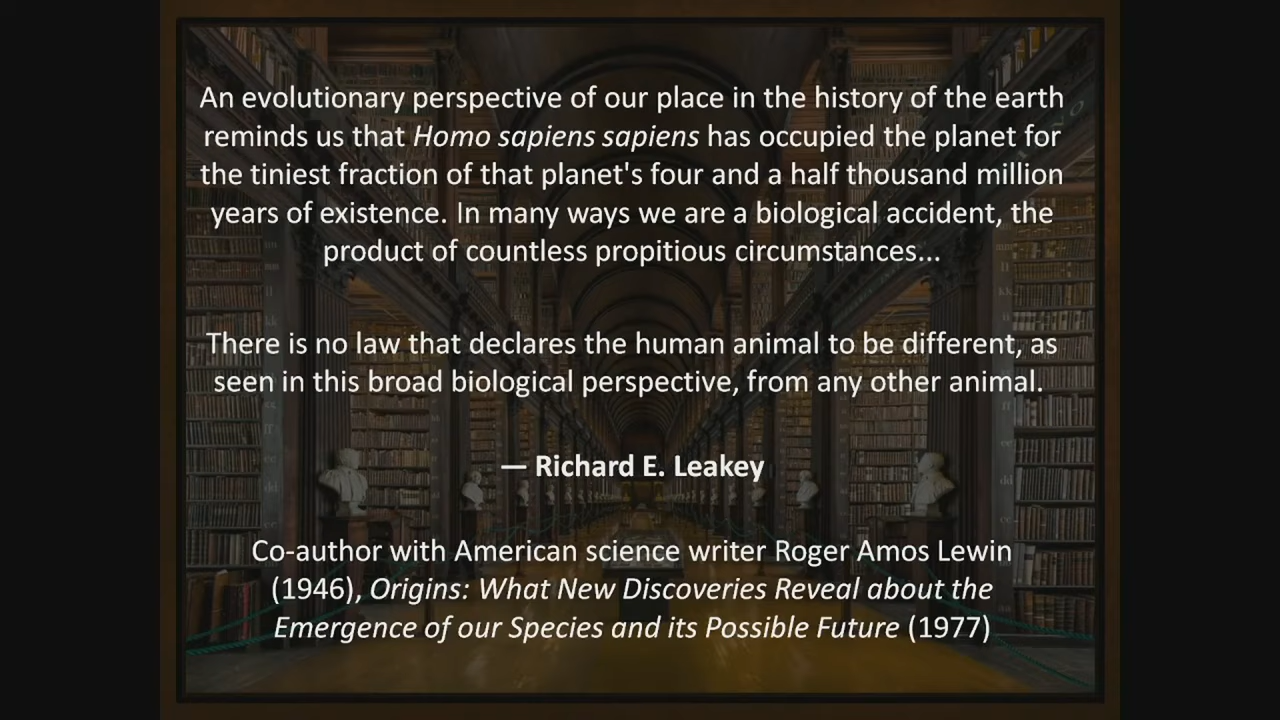 An evolutionary perspective of our place in the history of the earth
reminds us that Homo sapiens sapiens has occupied the planet for
the tiniest fraction of that planet's four and a half thousand million
years of existence. In many ways we are a biological accident, the
product of countless propitious circumstances...
There is no law that declares the human animal to be different, as
seen in this broad biological perspective, from any other animal.
— Richard E. Leakey
Co-author with American science writer Roger Amos Lewin
(1946), Origins: What New Discoveries Reveal about the
Emergence of our Species and its Possible Future (1977)